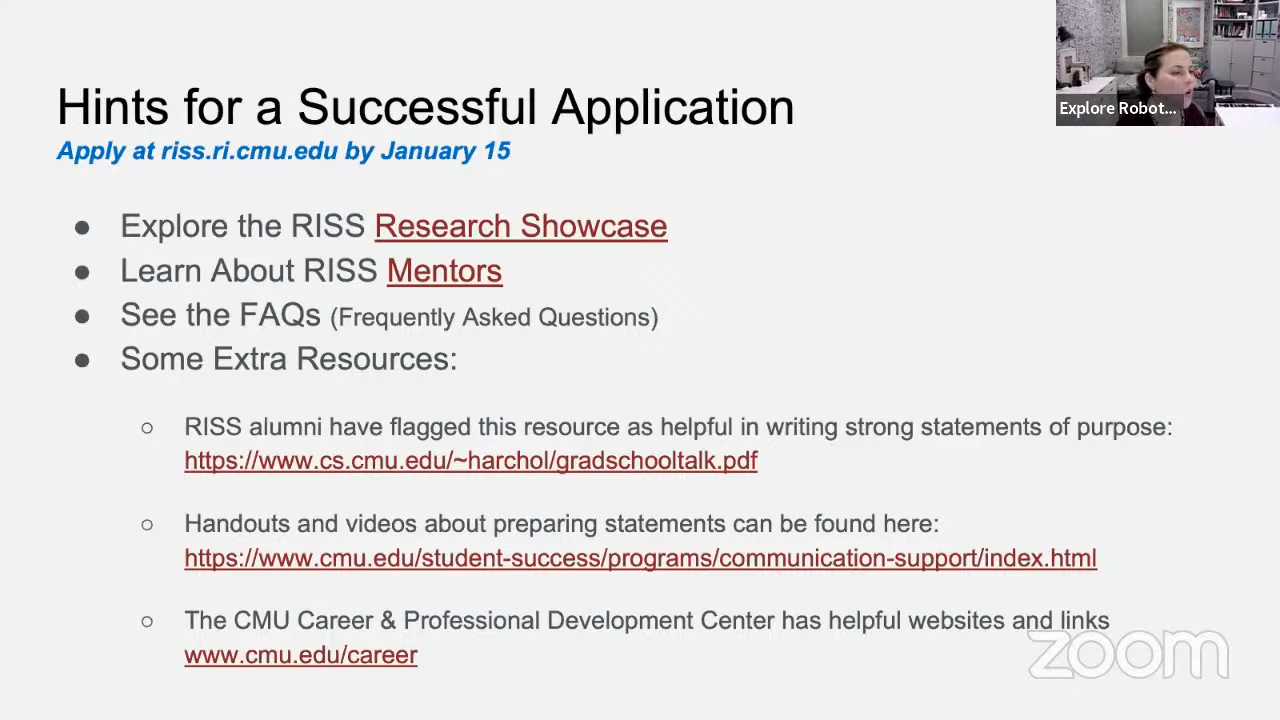 Hints for a Successful Application
Apply at riss.ri.cmu.edu by January 15
Explore Robot...
● Explore the RISS Research Showcase
● Learn About RISS Mentors
● See the FAQs (Frequently Asked Questions)
● Some Extra Resources:
○ RISS alumni have flagged this resource as helpful in writing strong statements of purpose:
https://www.cs.cmu.edu/~harchol/gradschooltalk.pdf
○ Handouts and videos about preparing statements can be found here:
https://www.cmu.edu/student-success/programs/communication-support/index.html
○ The CMU Career & Professional Development Center has helpful websites and links
www.cmu.edu/career
zoom